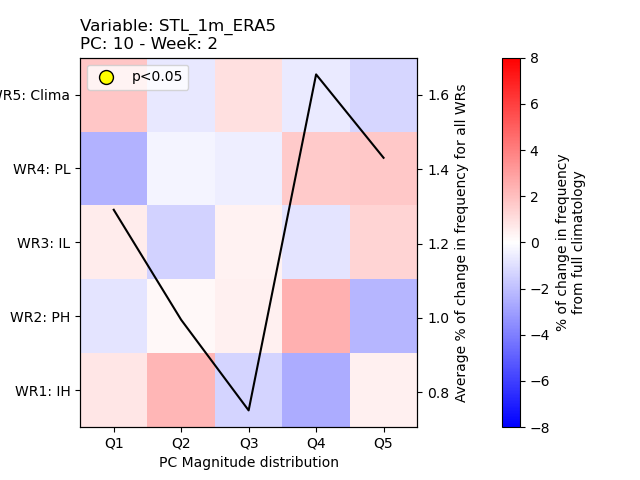 Variable: STL_1m_ERA5
PC: 10 - Week: 2
p<0.05
WR5: Clima
WR4: PL
WR3: IL
WR2: PH
WR1: IH
Q1 Q2 Q3 Q4 Q5
PC Magnitude distribution
1.6
1.4
1.2
1.0
0.8
Average % of change in frequency for all WRs
8
6
4
2
0
−2
−4
−6
−8
% of change in frequency
from full climatology